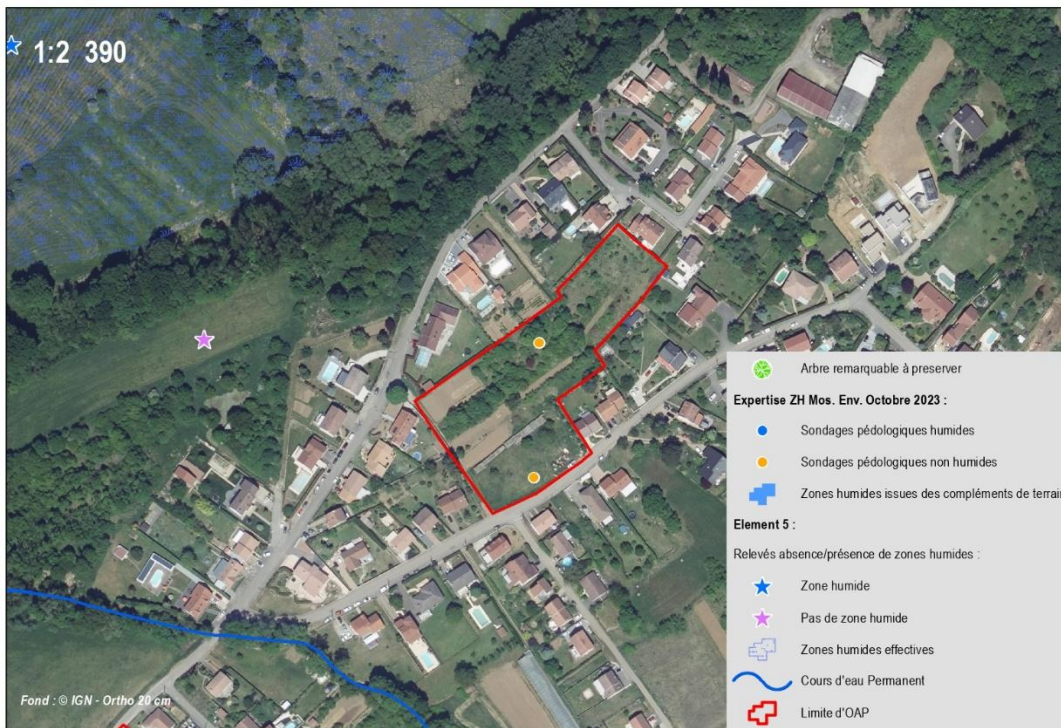 1:2 390
Arbre remarquable à preserver
Expertise ZH Mos. Env. Octobre 2023 :
Sondages pédologiques humides
Sondages pédologiques non humides
Zones humides issues des compléments de terrain
Element 5 :
Relevés absence/présence de zones humides :
Zone humide
Pas de zone humide
Zones humides effectives
Cours d'eau Permanent
Limite d'OAP
Fond : © IGN - Ortho 20 cm